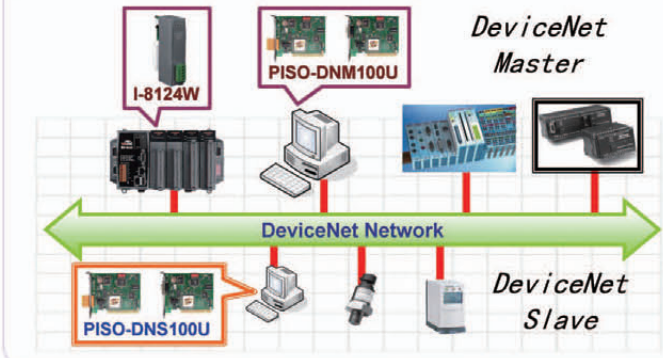 DeviceNet
Master
I-8124W
PISO-DNM100U
DeviceNet Network
PISO-DNS100U
DeviceNet
Slave